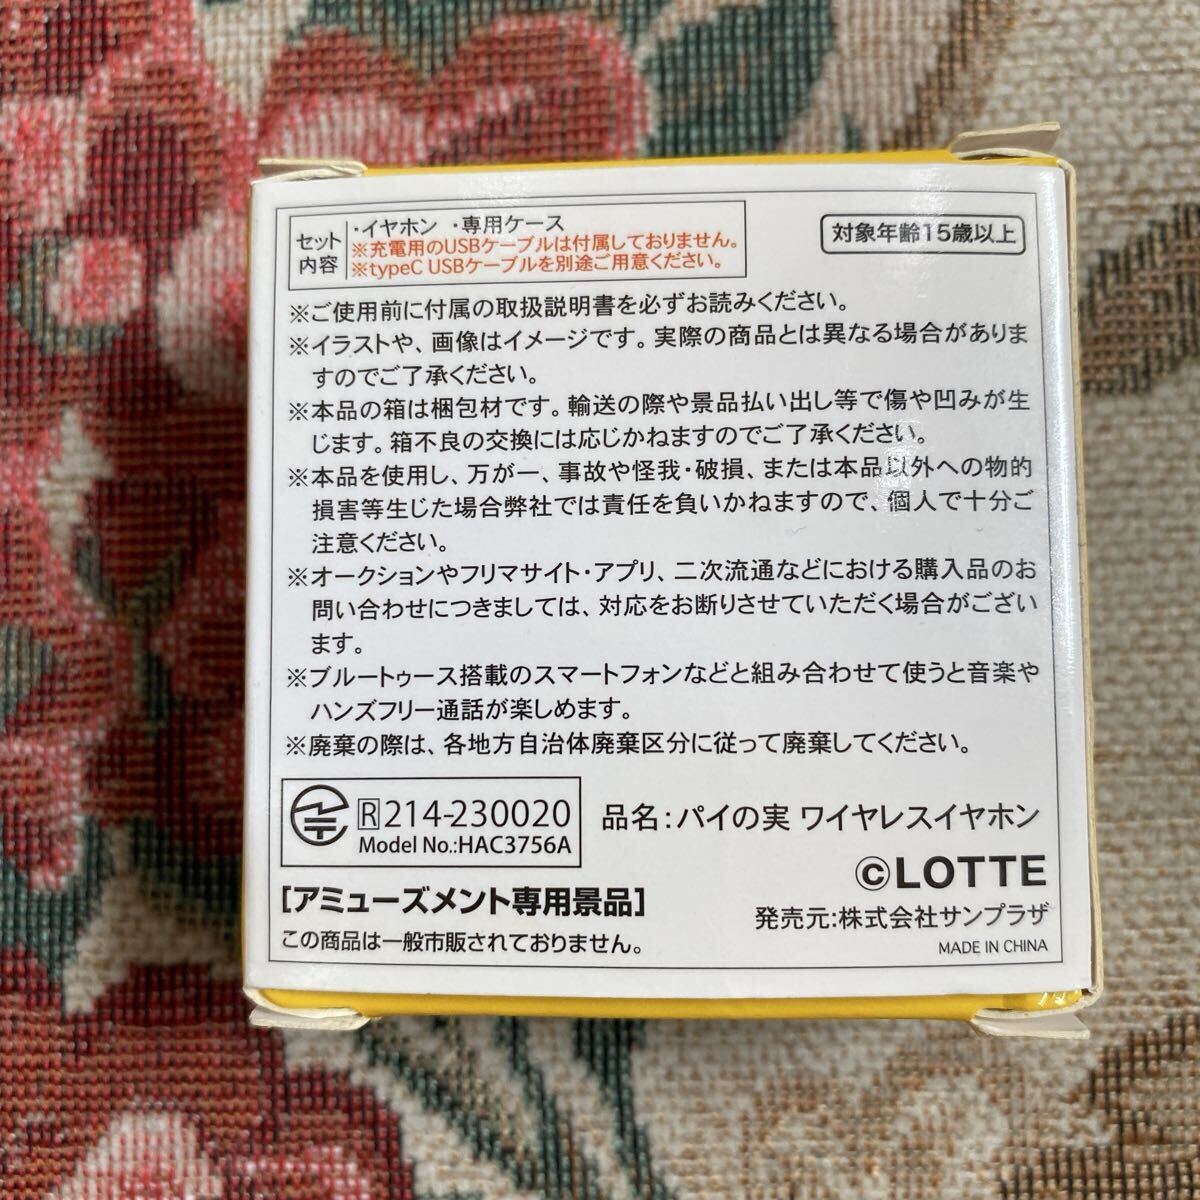 セット
内容
・イヤホン ・専用ケース
※充電用のUSBケーブルは付属しておりません。
※typeC USBケーブルを別途ご用意ください。
対象年齢15歳以上
※ご使用前に付属の取扱説明書を必ずお読みください。
※イラストや、画像はイメージです。実際の商品とは異なる場合がありま
すのでご了承ください。
※本品の箱は梱包材です。輸送の際や景品払い出し等で傷や凹みが生
じます。箱不良の交換には応じかねますのでご了承ください。
※本品を使用し、万が一、事故や怪我・破損、または本品以外への物的
損害等生じた場合弊社では責任を負いかねますので、個人で十分ご
注意ください。
※オークションやフリマサイト・アプリ、二次流通などにおける購入品のお
問い合わせにつきましては、対応をお断りさせていただく場合がござい
ます。
※ブルートゥース搭載のスマートフォンなどと組み合わせて使うと音楽や
ハンズフリー通話が楽しめます。
※廃棄の際は、各地方自治体廃棄区分に従って廃棄してください。
R 214-230020
Model No.:HAC3756A
品名:パイの実 ワイヤレスイヤホン
©LOTTE
[アミューズメント専用景品]
発売元:株式会社サンプラザ
この商品は一般市販されておりません。
MADE IN CHINA